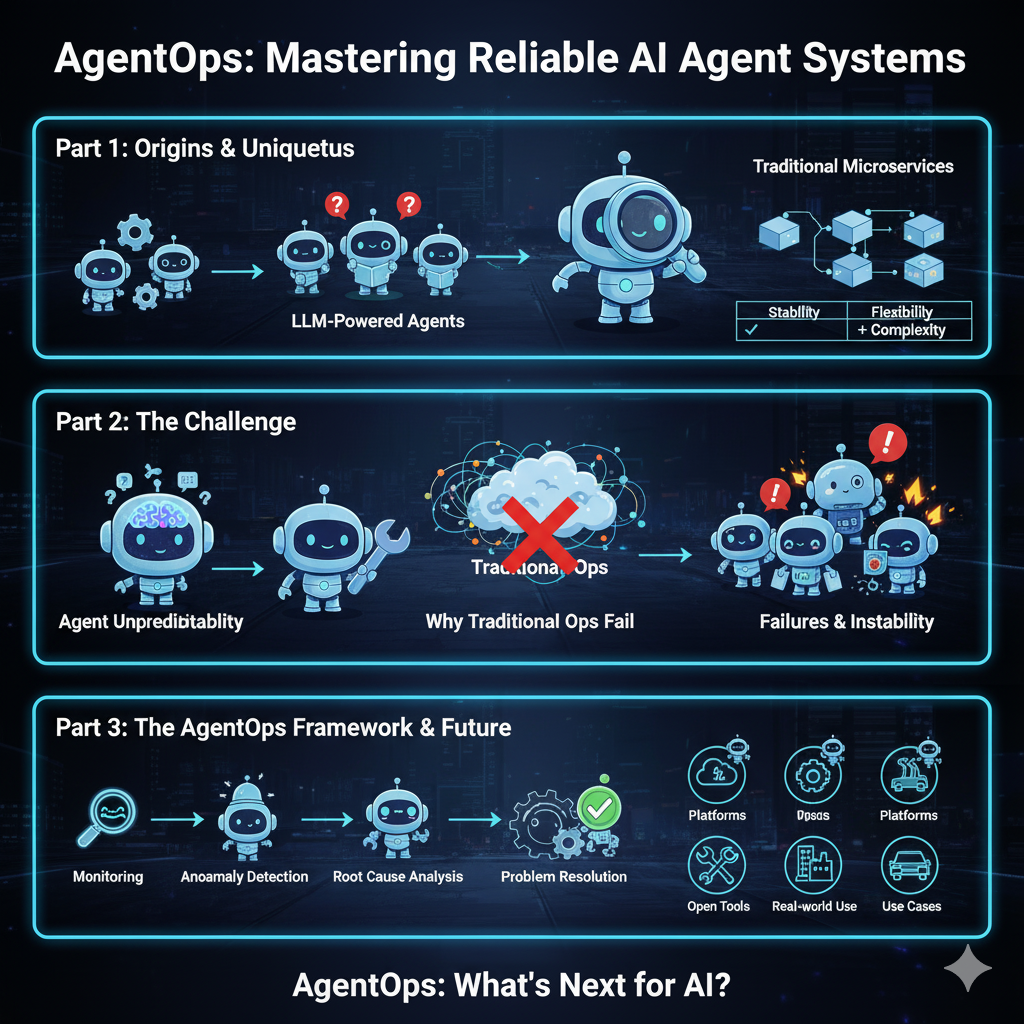 AgentOps: Mastering Reliable AI Agent Systems
Part 1: Origins & Uniquetus
?
?
Traditional Microservices
LLM-Powered Agents
Stability Flexibility
✓ + Complexity
Part 2: The Challenge
!
!
? ?
? ?
Traditional Ops
Agent Unpredibitablity
Why Traditional Ops Fail
Failures & Instability
Part 3: The AgentOps Framework & Future
Platforms
Platforms
Monitoring
Anoamaly Detection
Root Cause Analysis
Problem Resolution
Open Tools
Real-world Use
Use Cases
AgentOps: What's Next for AI?